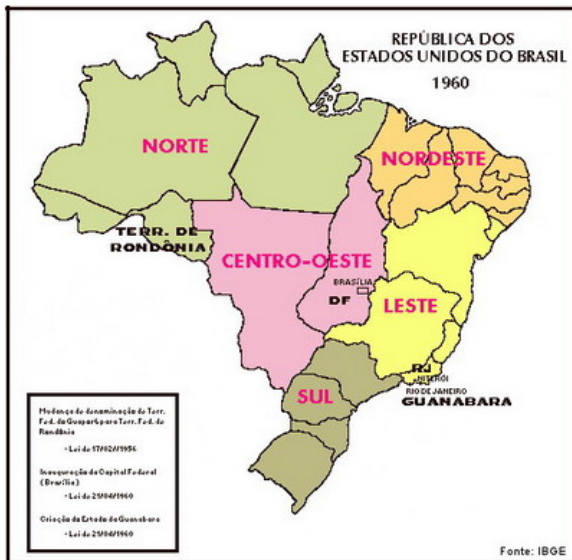 REPÚBLICA DOS
ESTADOS UNIDOS DO BRASIL
1960
NORTE
NORDESTE
TERR. DE
RONDÔNIA
CENTRO-OESTE
BRASÍLIA
DF
LESTE
RJ
NITERÓI
RIO DE JANEIRO
GUANABARA
SUL
Mudança de denominação de Terr.
Fed. do Guaporé para Terr. Fed. de
Rondônia
- Lei de 17/02/1956
Inauguração da Capital Federal
(Brasília)
- Lei de 21/04/1960
Criação do Estado da Guanabara
- Lei de 21/04/1960
Fonte: IBGE